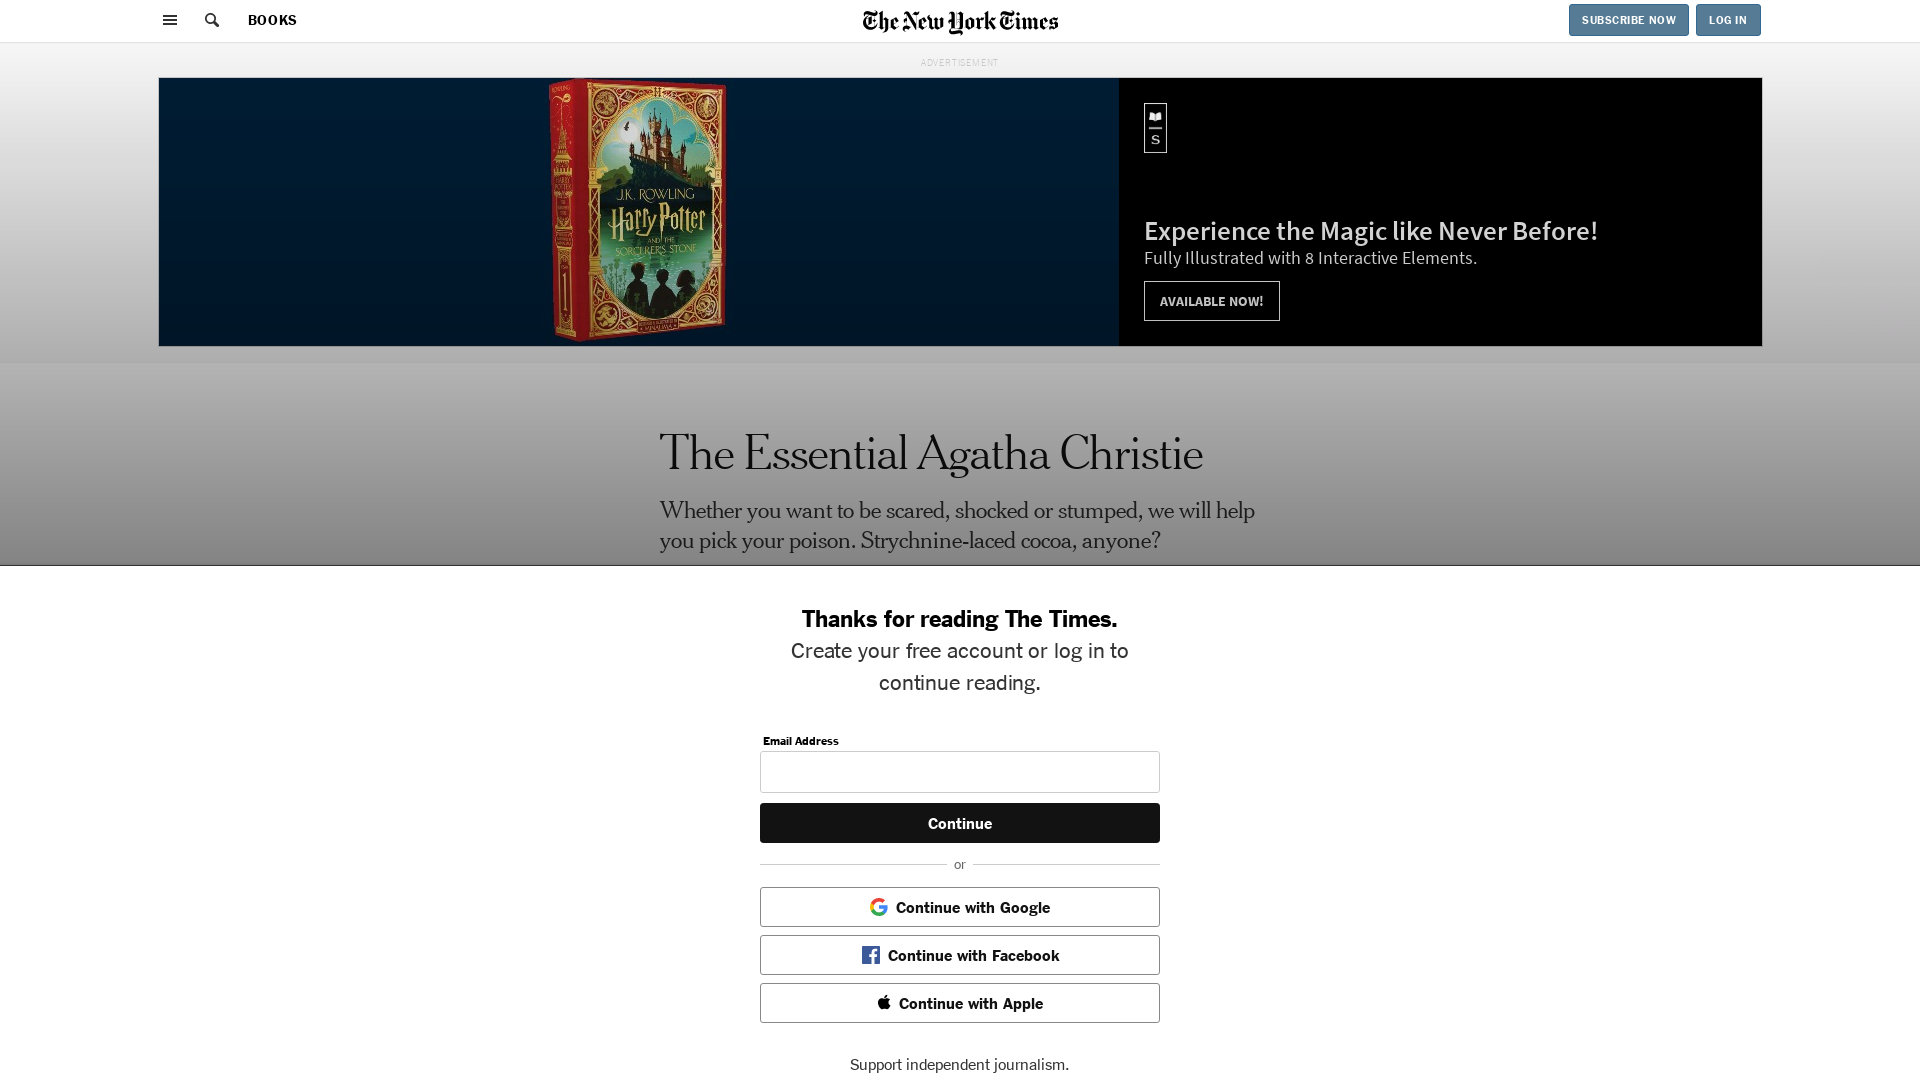 BOOKS
The New York Times
SUBSCRIBE NOW
LOG IN
ADVERTISEMENT
J.K. ROWLING
Harry Potter
AND THE
SORCERER'S STONE
S
Experience the Magic like Never Before!
Fully Illustrated with 8 Interactive Elements.
AVAILABLE NOW!
The Essential Agatha Christie
Whether you want to be scared, shocked or stumped, we will help
you pick your poison. Strychnine-laced cocoa, anyone?
Thanks for reading The Times.
Create your free account or log in to
continue reading.
Email Address
Continue
or
Continue with Google
Continue with Facebook
Continue with Apple
Support independent journalism.